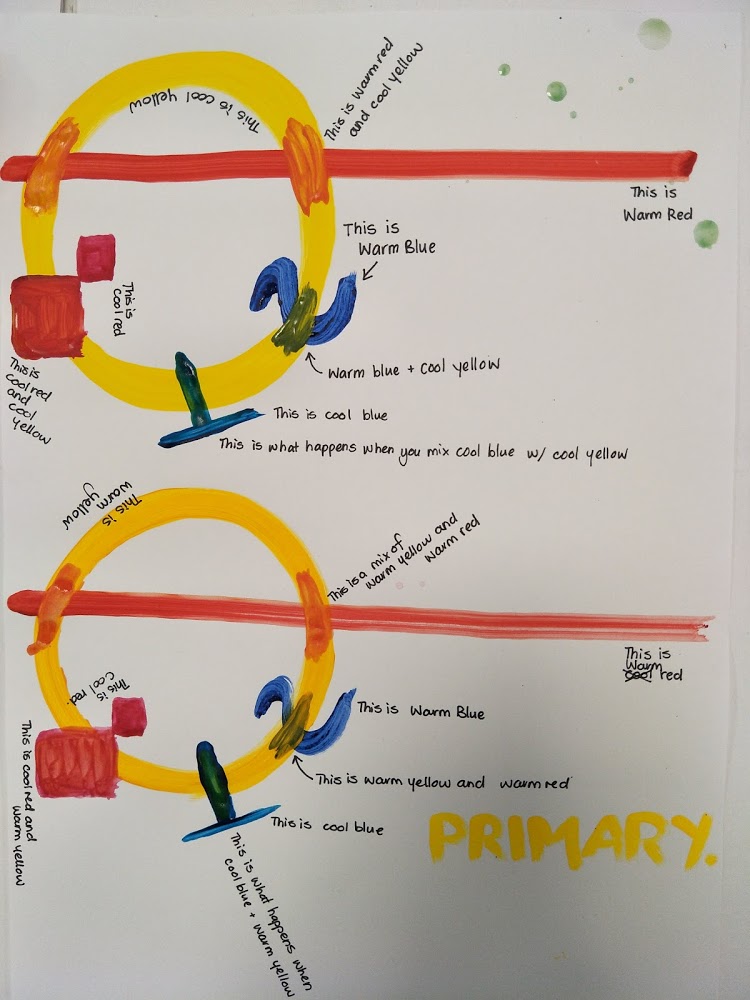 This is cool yellow
This is warm red
and cool yellow
This is
Warm Red
This is
Warm Blue
This is
cool red
This is
cool red
and
cool
yellow
Warm blue + cool yellow
This is cool blue
This is what happens when you mix cool blue w/ cool yellow
This is
warm
yellow
This is a mix of
warm yellow and
warm red
This is
Warm
cool red
This is
cool red.
This is Warm Blue
This is cool red and
warm yellow
This is warm yellow and warm red
This is cool blue
This is what happens when
cool blue + warm yellow
PRIMARY.